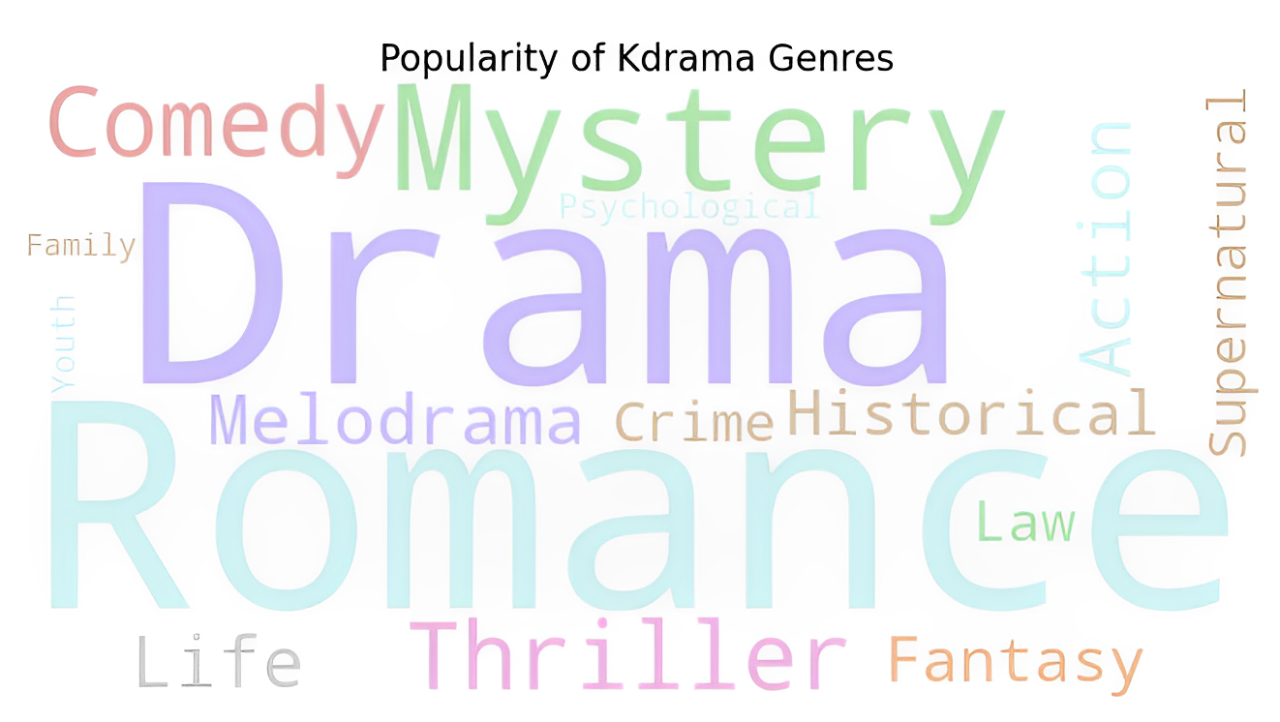 Popularity of Kdrama Genres
Comedy
Mystery
Psychological
Action
Supernatural
Family
Drama
Youth
Melodrama
Crime
Historical
Romance
Law
Life
Thriller
Fantasy